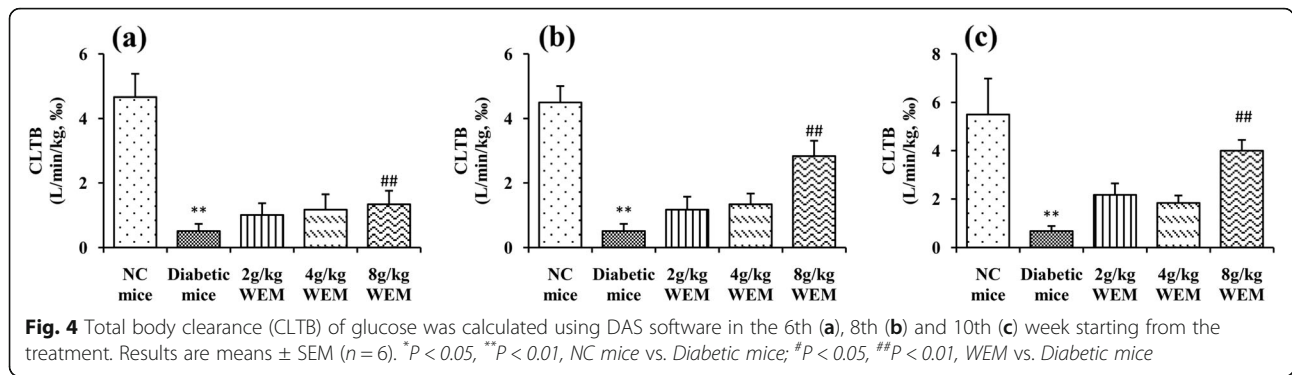 (a)
6
4
2
0
CLTB
(L/min/kg, ‰)
**
##
NC
mice
Diabetic
mice
2g/kg
WEM
4g/kg
WEM
8g/kg
WEM
(b)
6
4
2
0
CLTB
(L/min/kg, ‰)
**
##
NC
mice
Diabetic
mice
2g/kg
WEM
4g/kg
WEM
8g/kg
WEM
(c)
8
6
4
2
0
CLTB
(L/min/kg, ‰)
**
##
NC
mice
Diabetic
mice
2g/kg
WEM
4g/kg
WEM
8g/kg
WEM
Fig. 4 Total body clearance (CLTB) of glucose was calculated using DAS software in the 6th (a), 8th (b) and 10th (c) week starting from the
treatment. Results are means ± SEM (n = 6). *P < 0.05, **P < 0.01, NC mice vs. Diabetic mice; #P < 0.05, ##P < 0.01, WEM vs. Diabetic mice